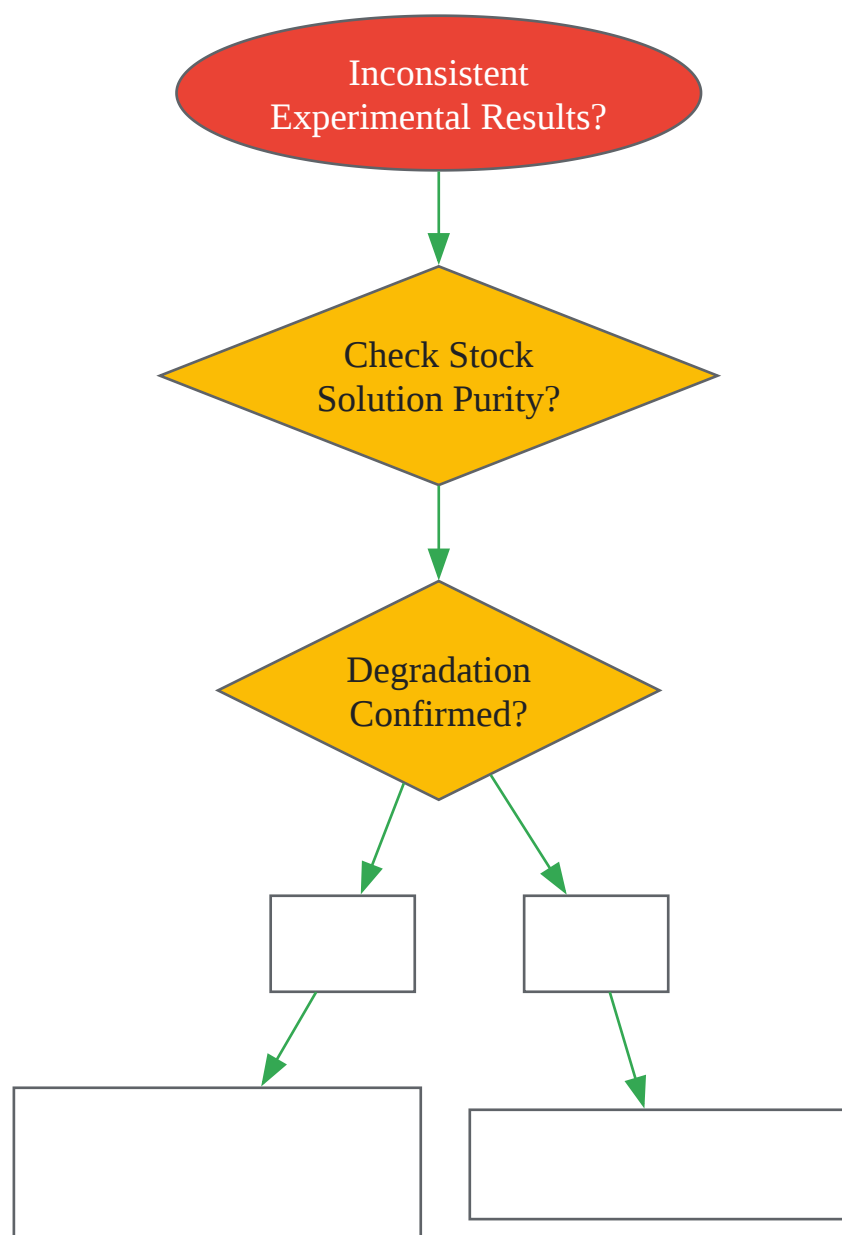 Inconsistent
Experimental Results?
Check Stock
Solution Purity?
Degradation
Confirmed?